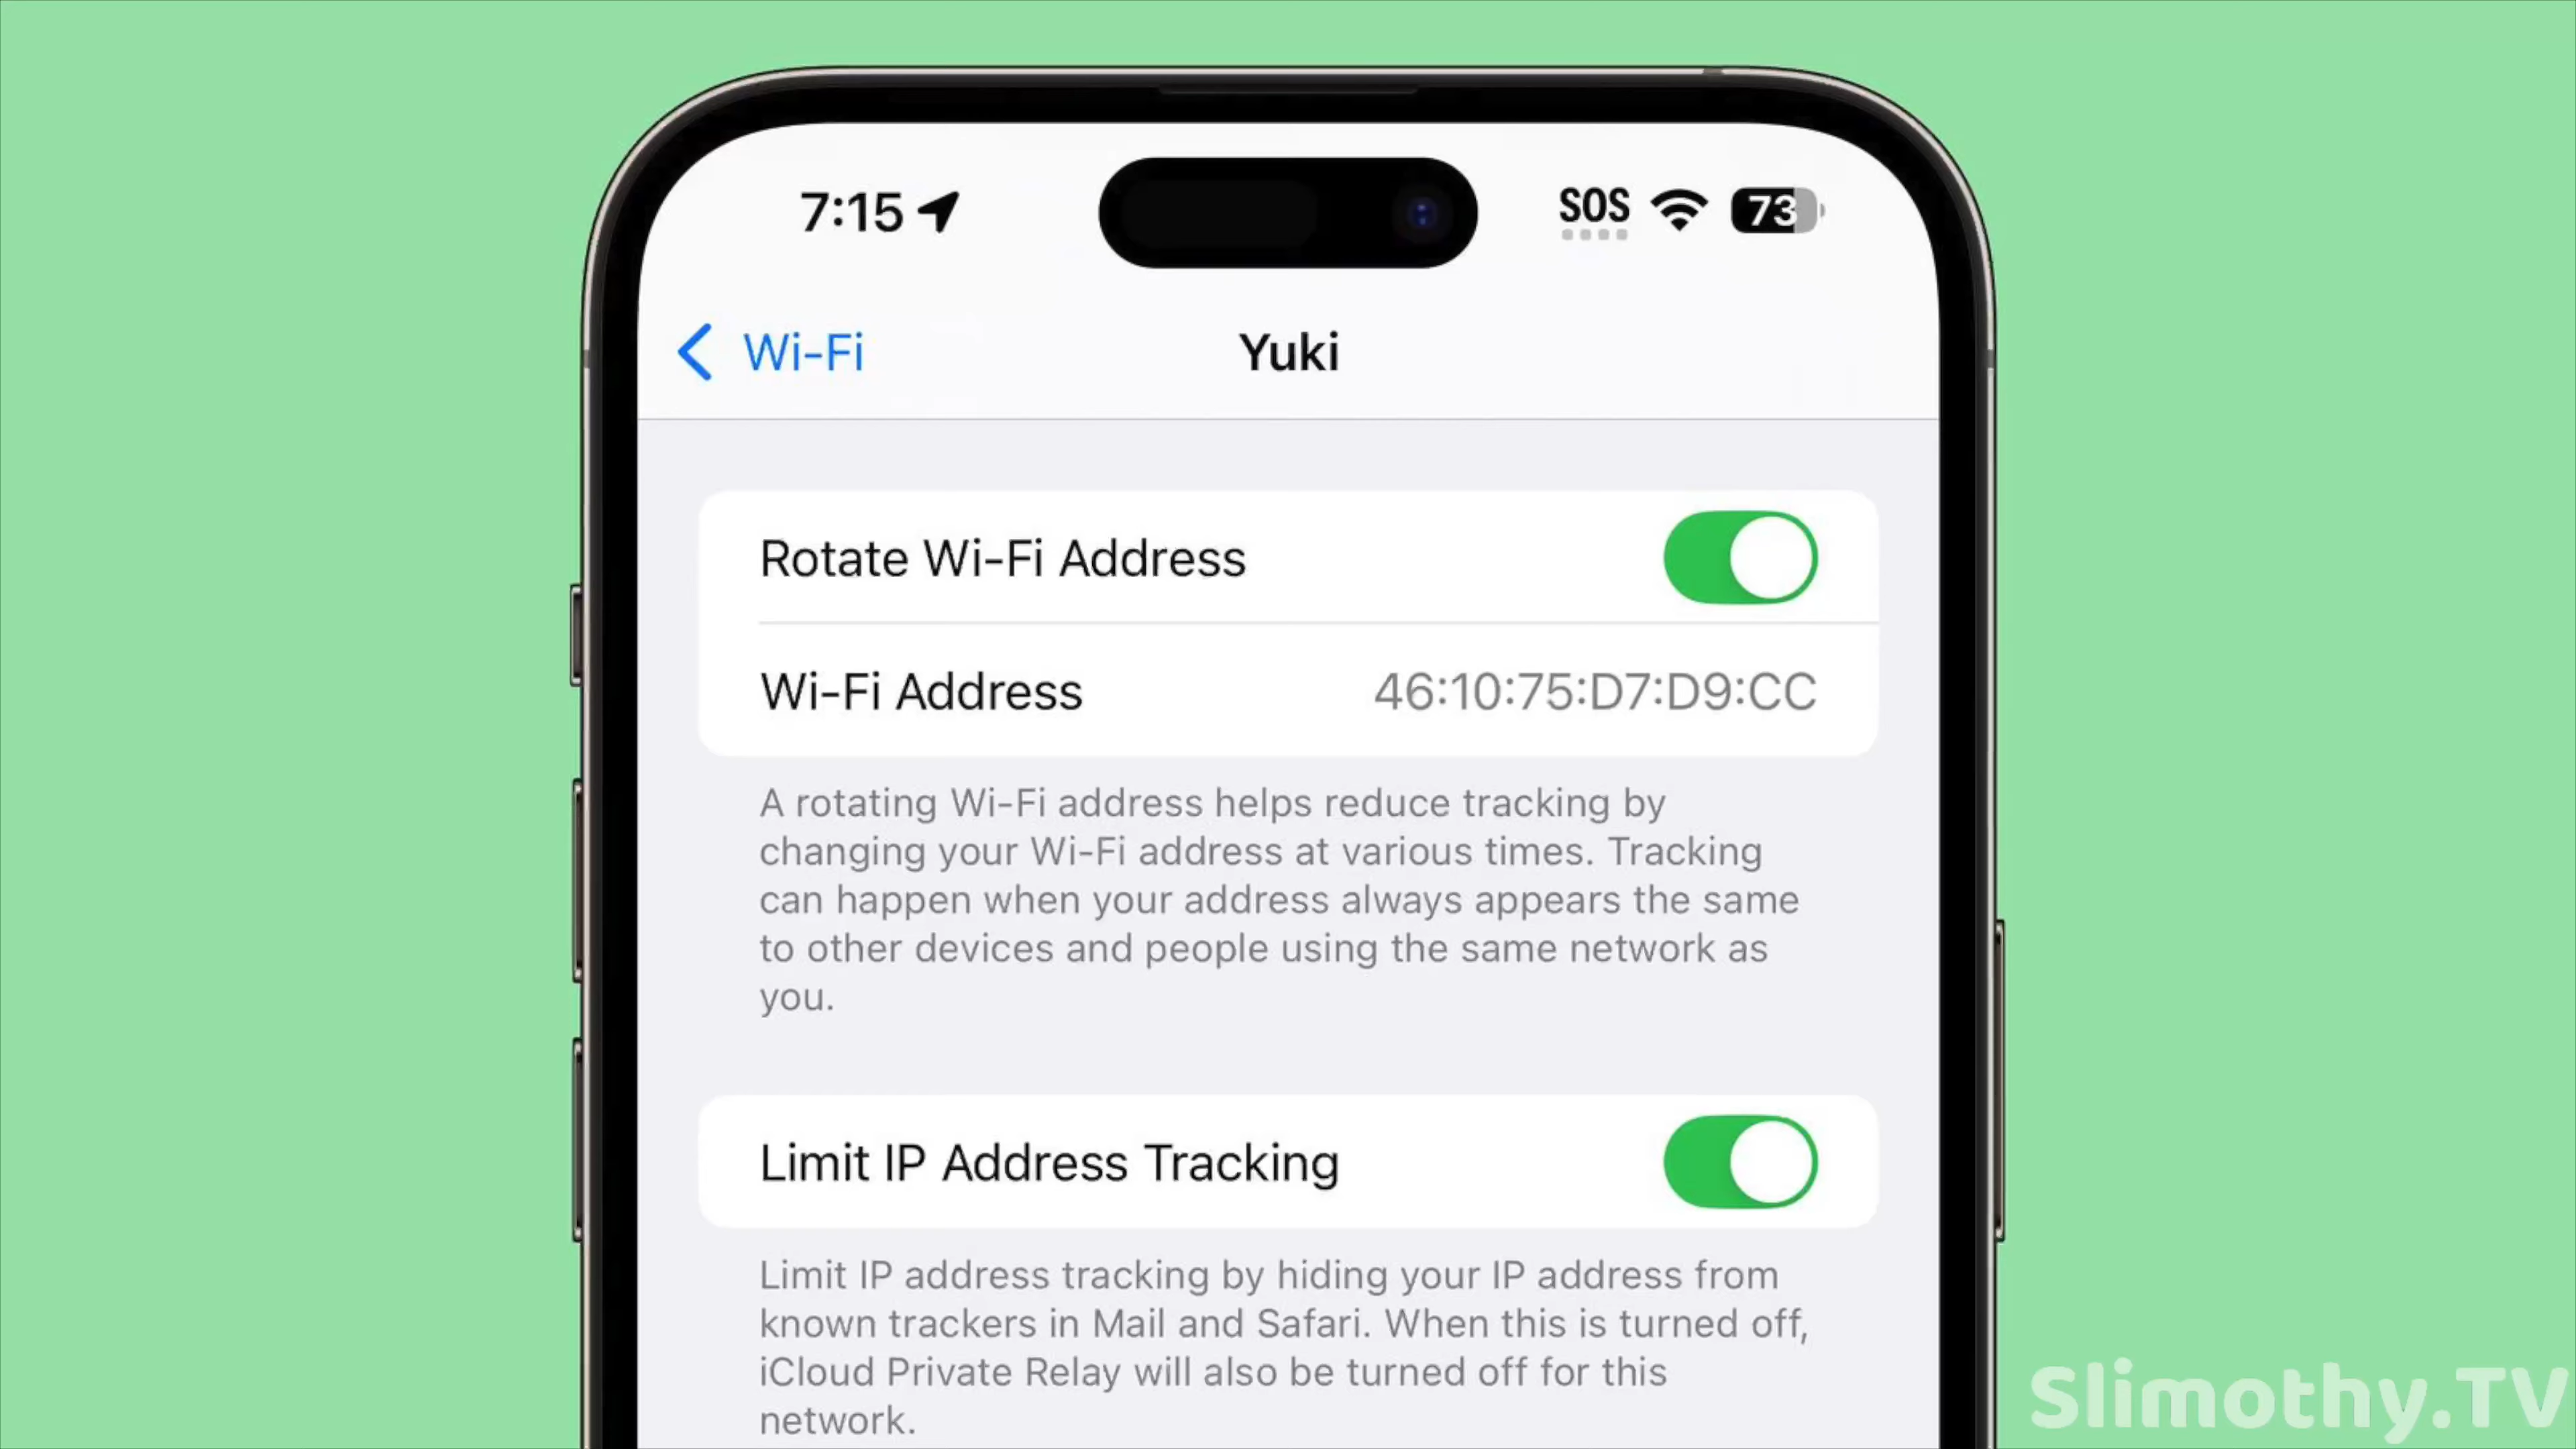 7:15
SOS
73
Wi-Fi
Yuki
Rotate Wi-Fi Address
Wi-Fi Address 46:10:75:D7:D9:CC
A rotating Wi-Fi address helps reduce tracking by
changing your Wi-Fi address at various times. Tracking
can happen when your address always appears the same
to other devices and people using the same network as
you.
Limit IP Address Tracking
Limit IP address tracking by hiding your IP address from
known trackers in Mail and Safari. When this is turned off,
iCloud Private Relay will also be turned off for this
network.
Slimothy.TV